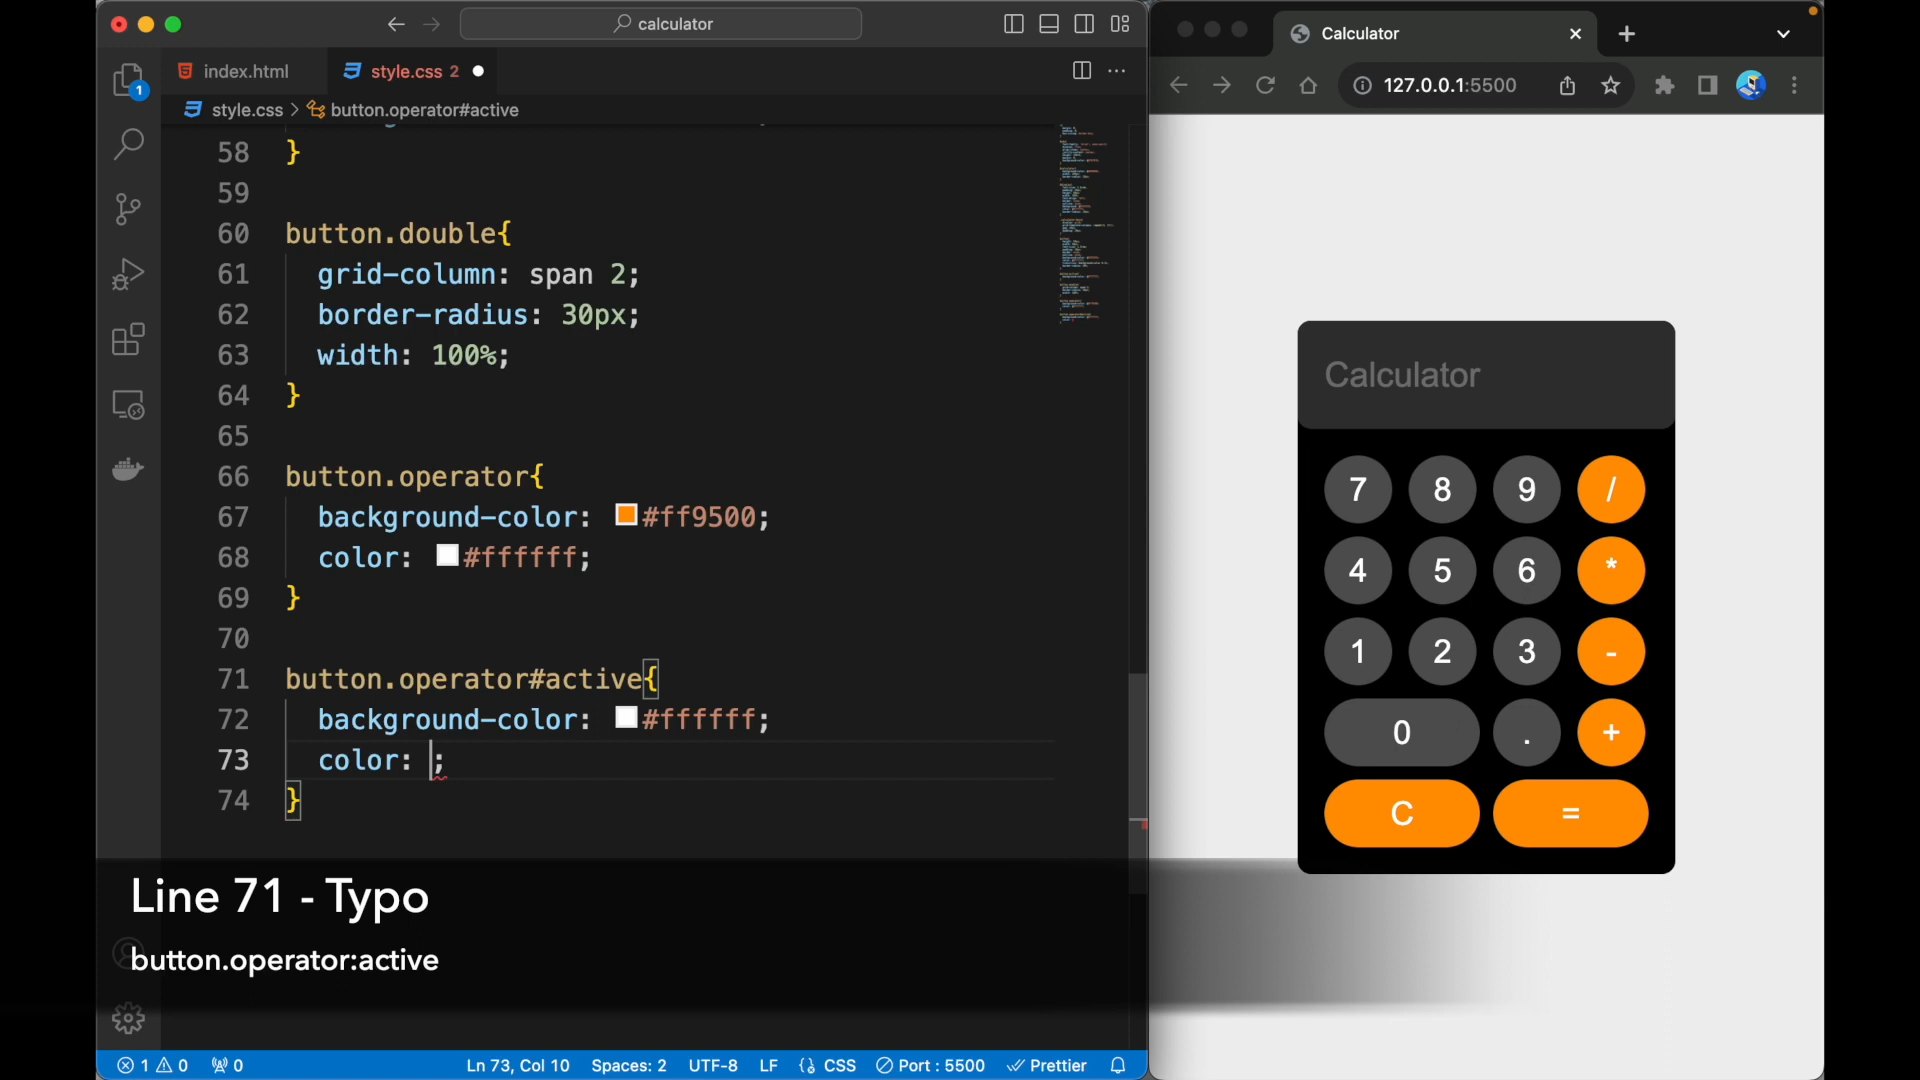 calculator
Calculator
index.html
style.css 2
127.0.0.1:5500
1
style.css > button.operator#active
58 }
59
60 button.double{
61 grid-column: span 2;
62 border-radius: 30px;
63 width: 100%;
64 }
65
66 button.operator{
67 background-color: #ff9500;
68 color: #ffffff;
69 }
70
71 button.operator#active{
72 background-color: #ffffff;
73 color: ;
74 }
Calculator
7 8 9 /
4 5 6 *
1 2 3 -
0 . +
C =
Line 71 - Typo
button.operator:active
1 0 0 Ln 73, Col 10 Spaces: 2 UTF-8 LF {} CSS Port : 5500 Prettier